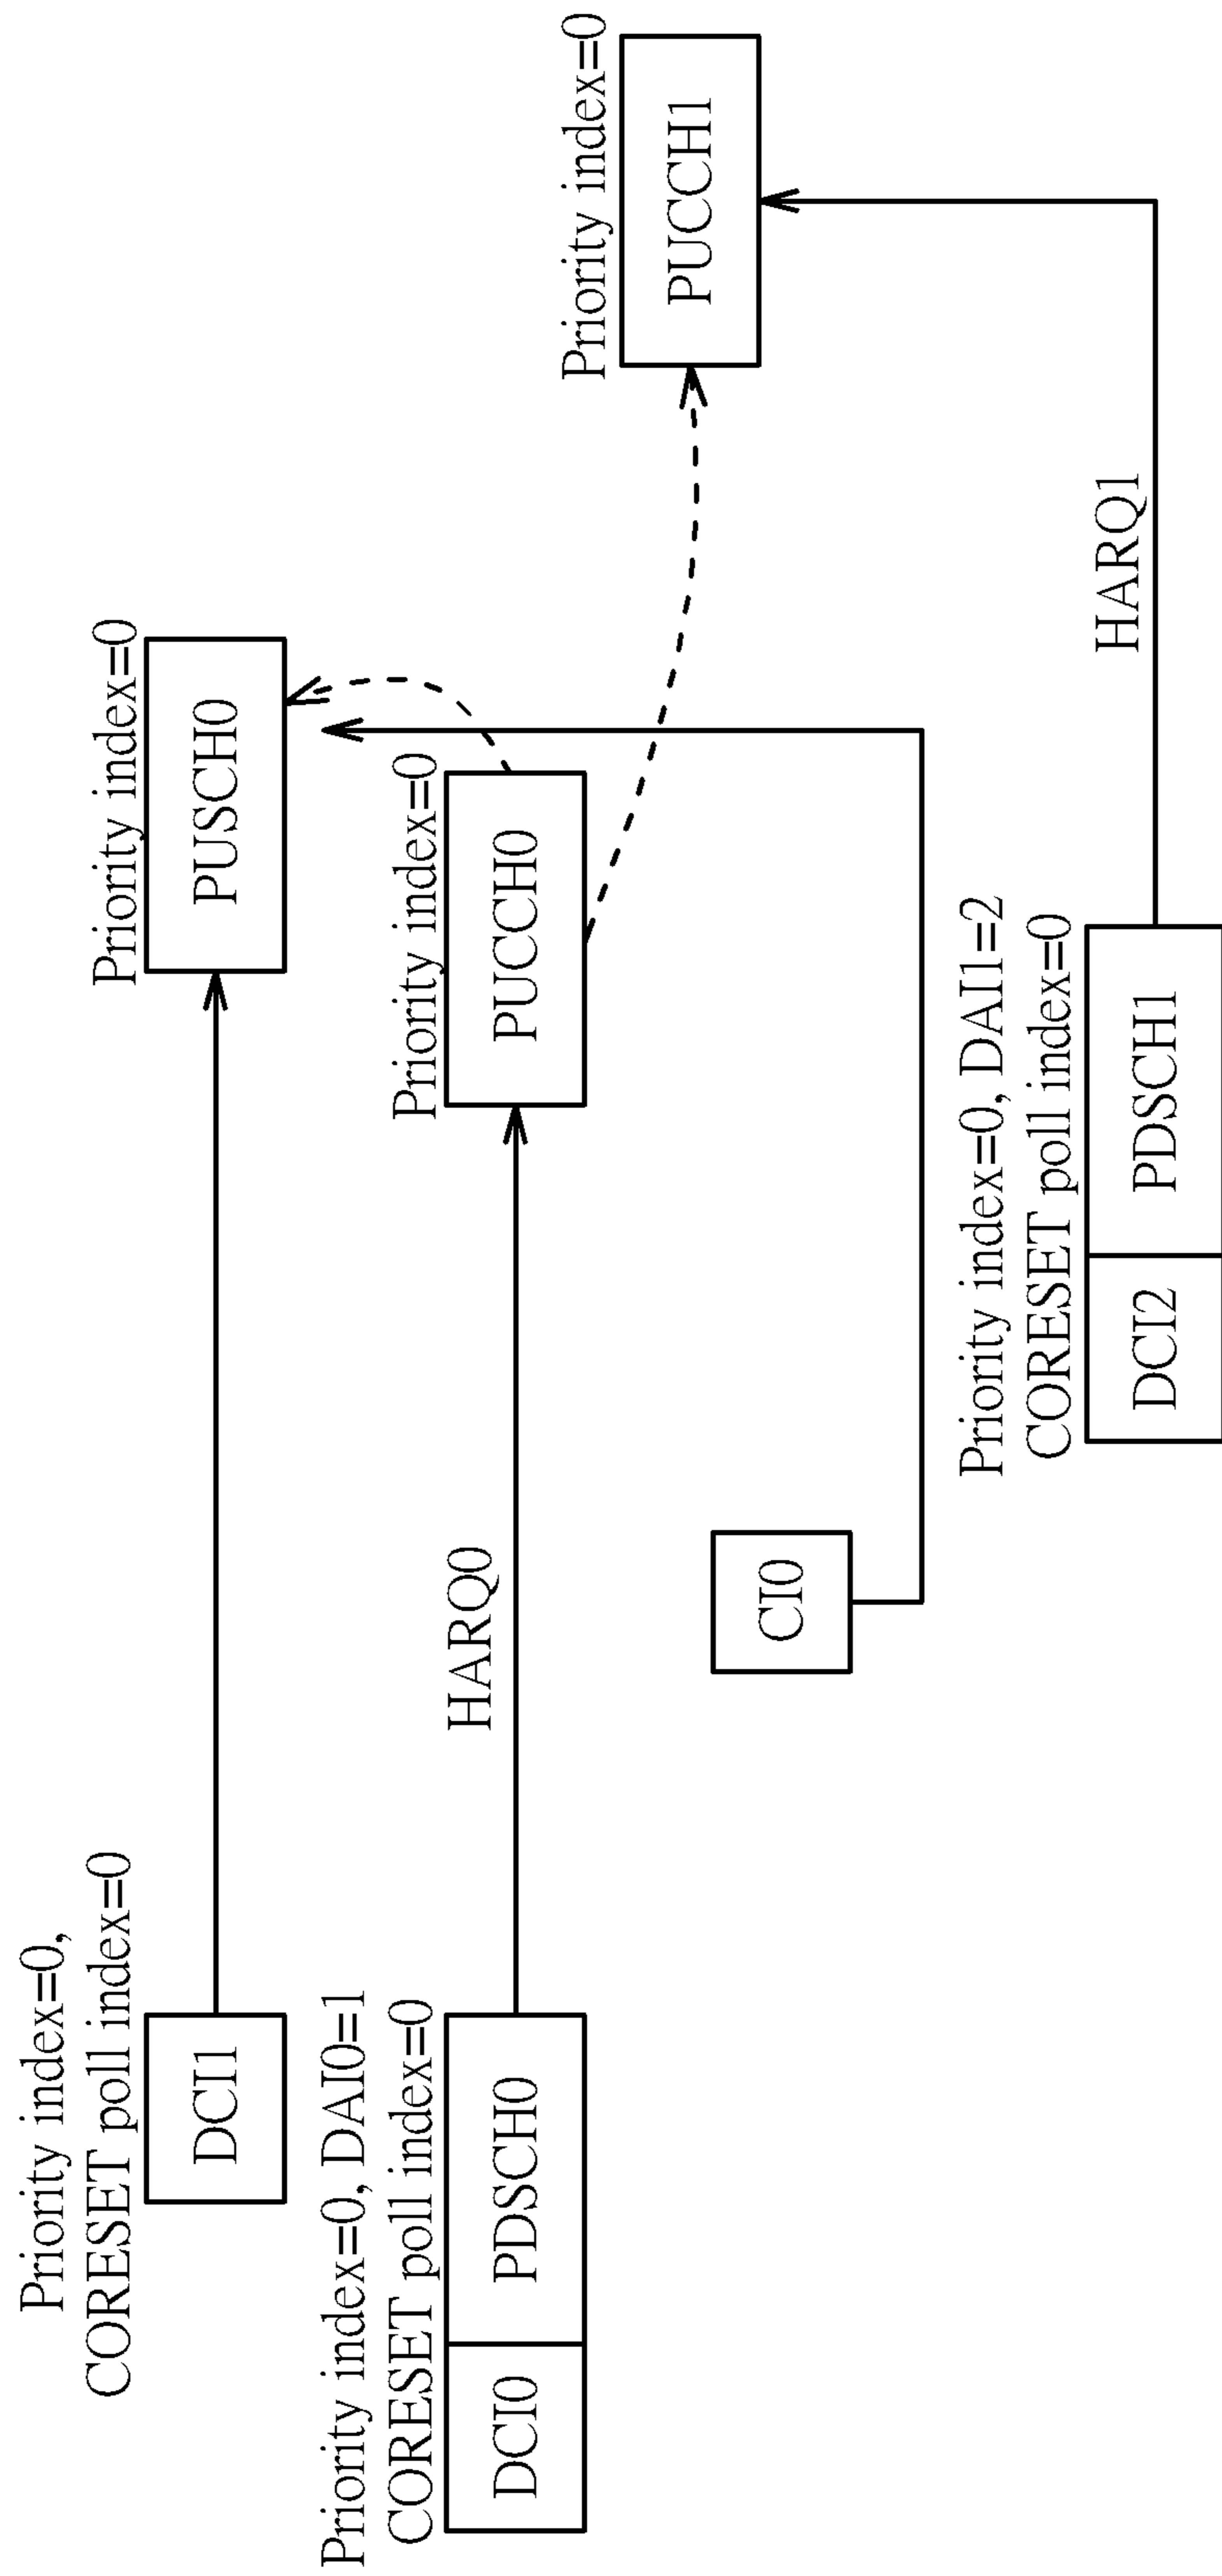 Priority index=0,
CORESET poll index=0
DCI1
Priority index=0
PUSCH0
Priority index=0, DAI0=1
CORESET poll index=0
DCI0
PDSCH0
HARQ0
Priority index=0
PUCCH0
Priority index=0
PUCCH1
CI0
Priority index=0, DAI1=2
CORESET poll index=0
DCI2
PDSCH1
HARQ1